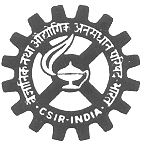 वैज्ञानिक तथा औद्योगिक अनुसंधान परिषद • भारत
• CSIR-INDIA •